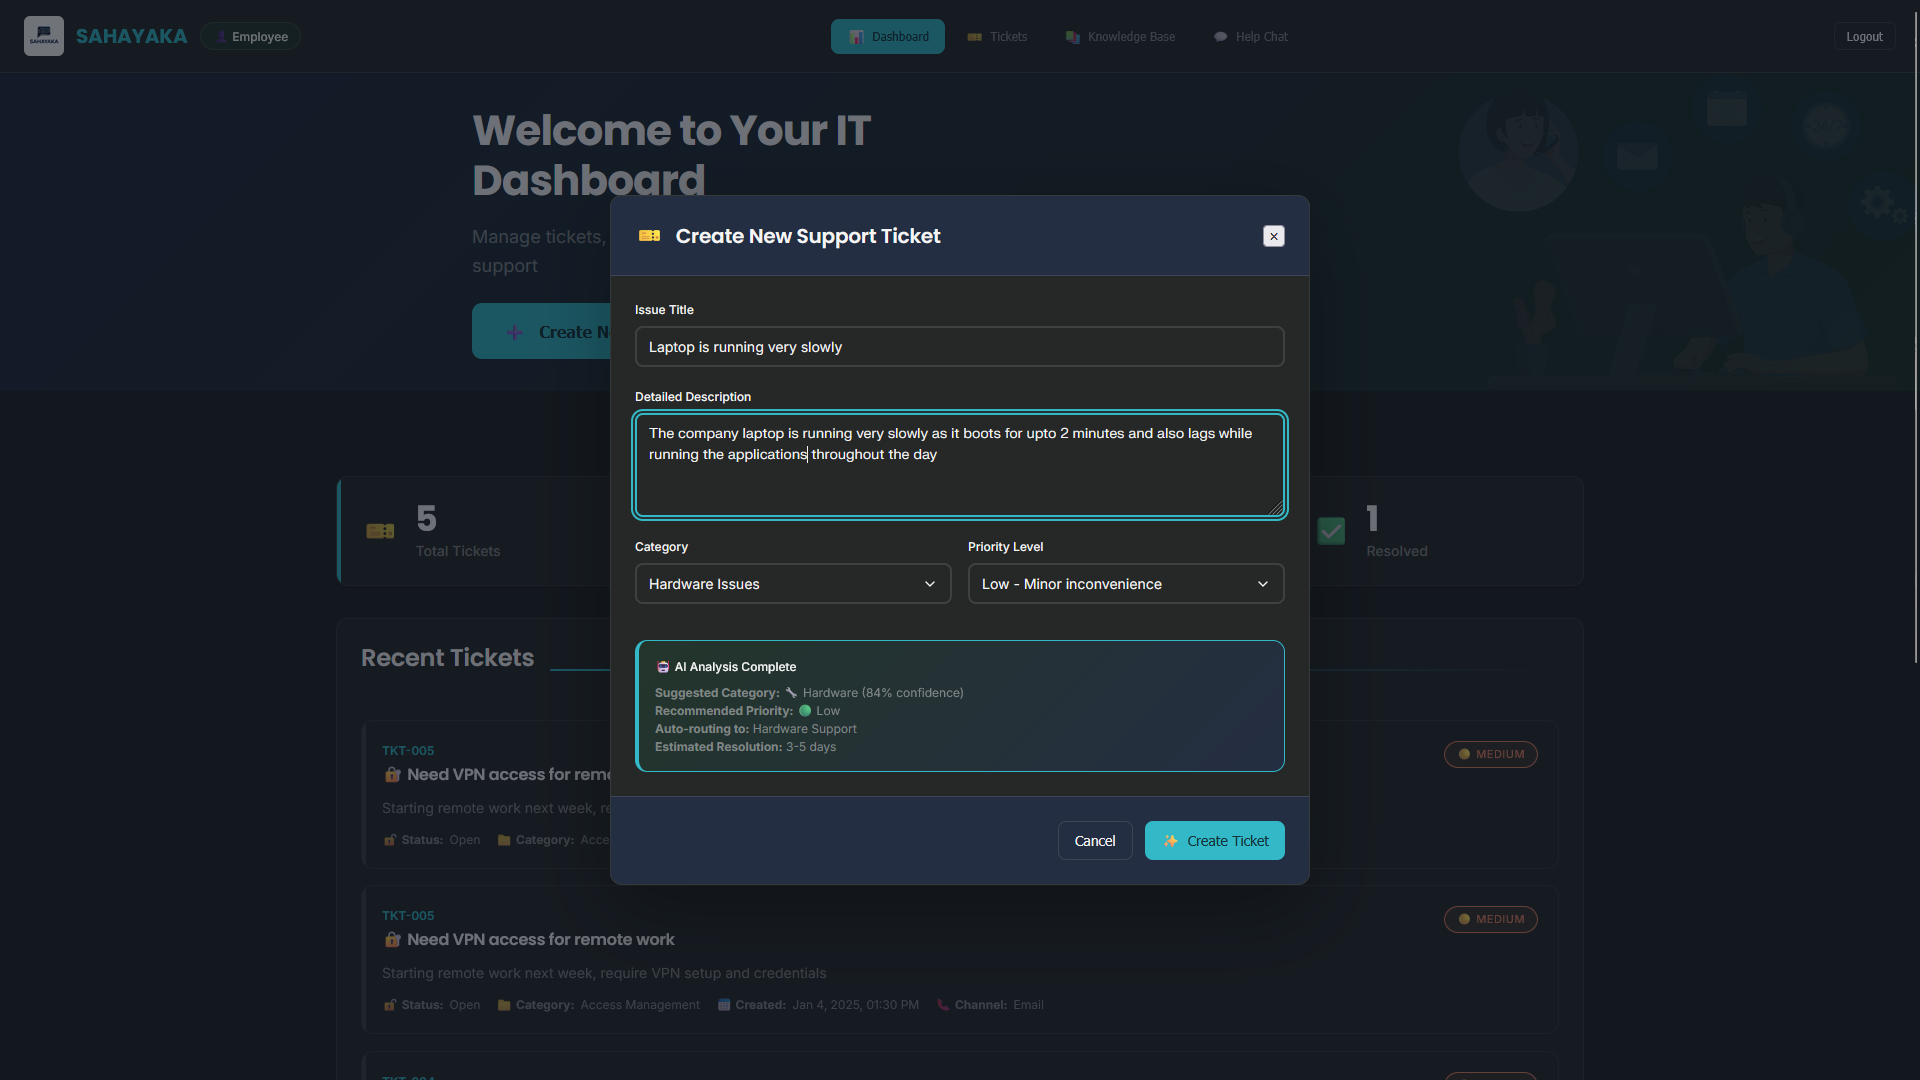 SAHAYAKA
SAHAYAKA
Employee
Dashboard
Tickets
Knowledge Base
Help Chat
Logout
Welcome to Your IT
Dashboard
Manage tickets,
support
Create N
Create New Support Ticket
Issue Title
Laptop is running very slowly
Detailed Description
The company laptop is running very slowly as it boots for upto 2 minutes and also lags while
running the applications throughout the day
Category
Priority Level
Hardware Issues
Low - Minor inconvenience
AI Analysis Complete
Suggested Category: Hardware (84% confidence)
Recommended Priority: Low
Auto-routing to: Hardware Support
Estimated Resolution: 3-5 days
Cancel
Create Ticket
5
Total Tickets
1
Resolved
Recent Tickets
TKT-005
MEDIUM
Need VPN access for remo
Starting remote work next week, re
Status: Open Category: Acce
TKT-005
MEDIUM
Need VPN access for remote work
Starting remote work next week, require VPN setup and credentials
Status: Open Category: Access Management Created: Jan 4, 2025, 01:30 PM Channel: Email